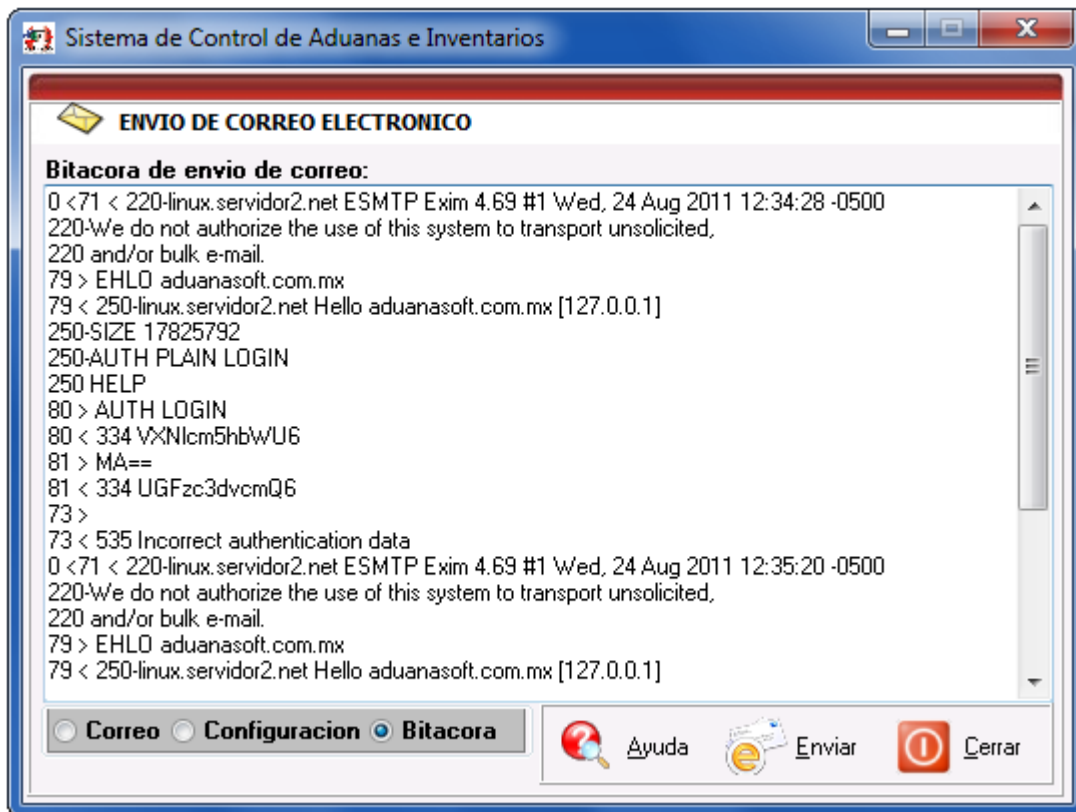 Sistema de Control de Aduanas e Inventarios
ENVIO DE CORREO ELECTRONICO
Bitacora de envio de correo:
0 <71 < 220-linux.servidor2.net ESMTP Exim 4.69 #1 Wed, 24 Aug 2011 12:34:28 -0500
220-We do not authorize the use of this system to transport unsolicited,
220 and/or bulk e-mail.
79 > EHLO aduanasoft.com.mx
79 < 250-linux.servidor2.net Hello aduanasoft.com.mx [127.0.0.1]
250-SIZE 17825792
250-AUTH PLAIN LOGIN
250 HELP
80 > AUTH LOGIN
80 < 334 VXNlcm5hbWU6
81 > MA==
81 < 334 UGFzc3dvcmQ6
73 >
73 < 535 Incorrect authentication data
0 <71 < 220-linux.servidor2.net ESMTP Exim 4.69 #1 Wed, 24 Aug 2011 12:35:20 -0500
220-We do not authorize the use of this system to transport unsolicited,
220 and/or bulk e-mail.
79 > EHLO aduanasoft.com.mx
79 < 250-linux.servidor2.net Hello aduanasoft.com.mx [127.0.0.1]
Correo Configuracion Bitacora
Ayuda Enviar Cerrar